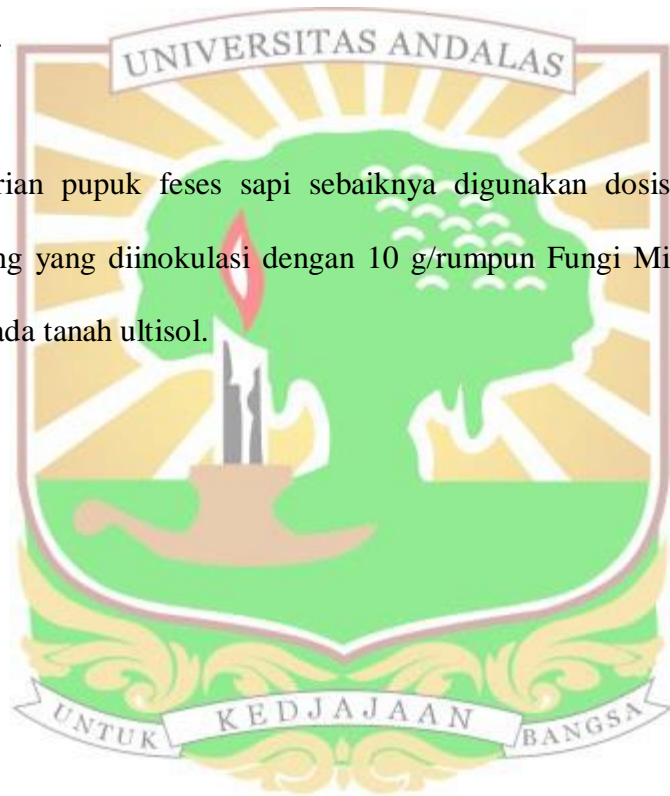 UNIVERSITAS ANDALAS
rian pupuk feses sapi sebaiknya digunakan dosis
ng yang diinokulasi dengan 10 g/rumpun Fungi Mi
ada tanah ultisol.
UNTUK KEDJAJAAN BANGSA